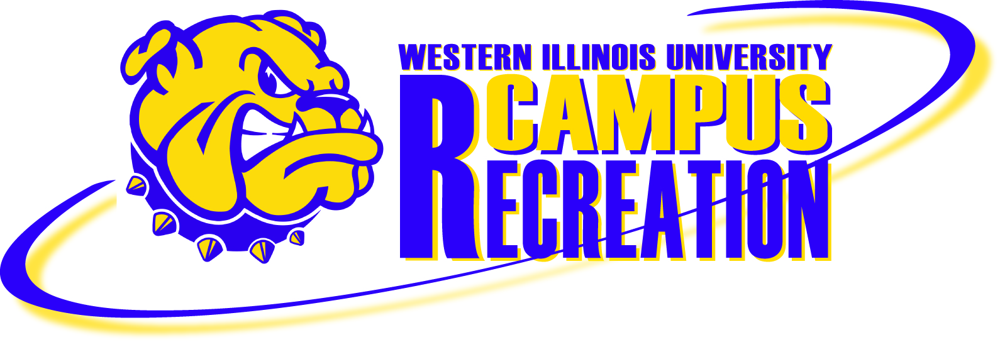 WESTERN ILLINOIS UNIVERSITY
CAMPUS
RECREATION